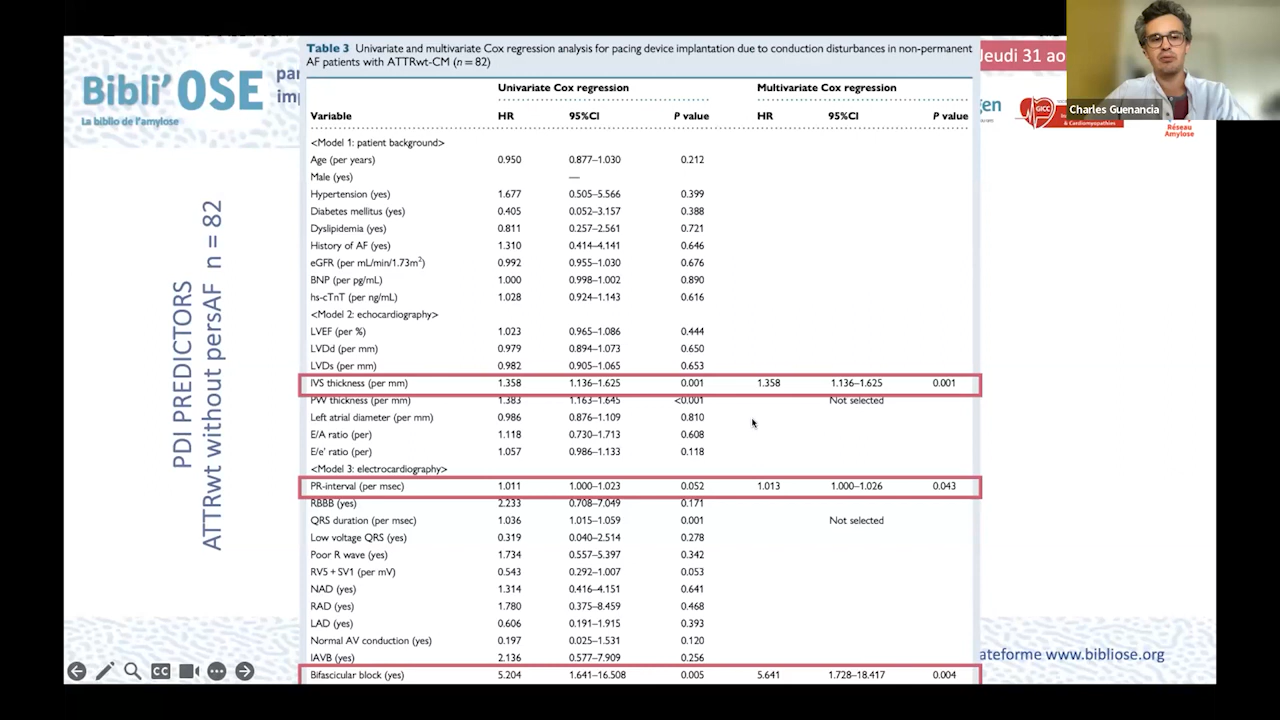 Table 3 Univariate and multivariate Cox regression analysis for pacing device implantation due to conduction disturbances in non-permanent
AF patients with ATTRwt-CM (n = 82)
Bibli'OSE
La biblio de l'amylose
par
imp
Jeudi 31 ao
Charles Guenancia
gen
GICC
& Cardiomyopathies
Réseau
Amylose
PDI PREDICTORS
ATTRwt without persAF n = 82
Univariate Cox regression Multivariate Cox regression
Variable HR 95%CI P value HR 95%CI P value
<Model 1: patient background>
Age (per years) 0.950 0.877–1.030 0.212
Male (yes) —
Hypertension (yes) 1.677 0.505–5.566 0.399
Diabetes mellitus (yes) 0.405 0.052–3.157 0.388
Dyslipidemia (yes) 0.811 0.257–2.561 0.721
History of AF (yes) 1.310 0.414–4.141 0.646
eGFR (per mL/min/1.73m²) 0.992 0.955–1.030 0.676
BNP (per pg/mL) 1.000 0.998–1.002 0.890
hs-cTnT (per ng/mL) 1.028 0.924–1.143 0.616
<Model 2: echocardiography>
LVEF (per %) 1.023 0.965–1.086 0.444
LVDd (per mm) 0.979 0.894–1.073 0.650
LVDs (per mm) 0.982 0.905–1.065 0.653
IVS thickness (per mm) 1.358 1.136–1.625 0.001 1.358 1.136–1.625 0.001
PW thickness (per mm) 1.383 1.163–1.645 <0.001 Not selected
Left atrial diameter (per mm) 0.986 0.876–1.109 0.810
E/A ratio (per) 1.118 0.730–1.713 0.608
E/e' ratio (per) 1.057 0.986–1.133 0.118
<Model 3: electrocardiography>
PR-interval (per msec) 1.011 1.000–1.023 0.052 1.013 1.000–1.026 0.043
RBBB (yes) 2.233 0.708–7.049 0.171
QRS duration (per msec) 1.036 1.015–1.059 0.001 Not selected
Low voltage QRS (yes) 0.319 0.040–2.514 0.278
Poor R wave (yes) 1.734 0.557–5.397 0.342
RV5 + SV1 (per mV) 0.543 0.292–1.007 0.053
NAD (yes) 1.314 0.416–4.151 0.641
RAD (yes) 1.780 0.375–8.459 0.468
LAD (yes) 0.606 0.191–1.915 0.393
Normal AV conduction (yes) 0.197 0.025–1.531 0.120
IAVB (yes) 2.136 0.577–7.909 0.256
Bifascicular block (yes) 5.204 1.641–16.508 0.005 5.641 1.728–18.417 0.004
CC
ateforme www.bibliose.org